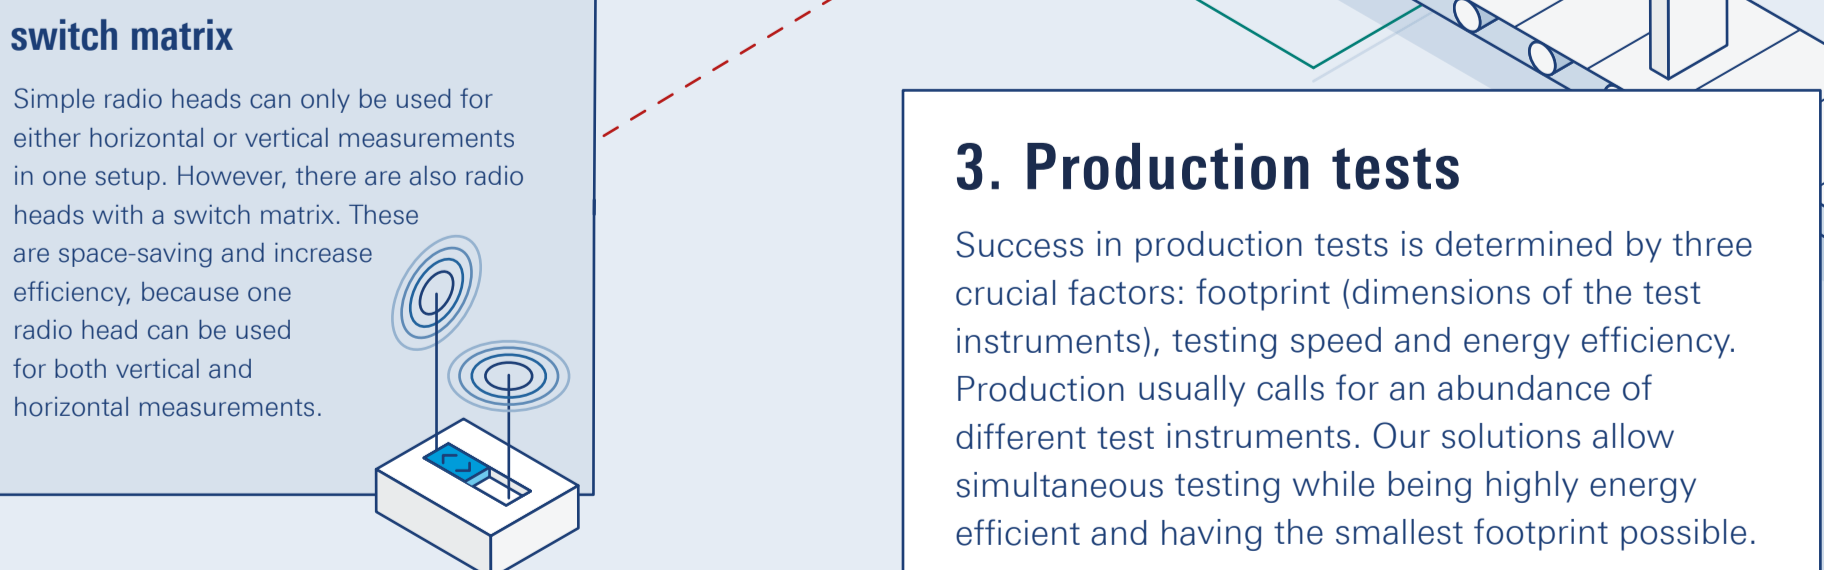 switch matrix
Simple radio heads can only be used for
either horizontal or vertical measurements
in one setup. However, there are also radio
heads with a switch matrix. These
are space-saving and increase
efficiency, because one
radio head can be used
for both vertical and
horizontal measurements.
3. Production tests
Success in production tests is determined by three
crucial factors: footprint (dimensions of the test
instruments), testing speed and energy efficiency.
Production usually calls for an abundance of
different test instruments. Our solutions allow
simultaneous testing while being highly energy
efficient and having the smallest footprint possible.